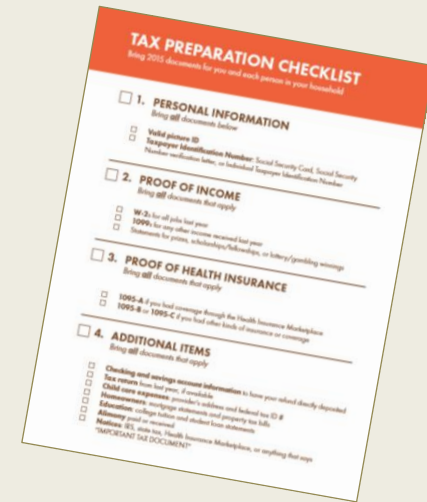 TAX PREPARATION CHECKLIST
Bring 2015 documents for you and each person in your household
1. PERSONAL INFORMATION
Bring all documents below
Valid picture ID
Taxpayer Identification Number: Social Security Card, Social Security
Number verification letter, or Individual Taxpayer Identification Number
2. PROOF OF INCOME
Bring all documents that apply
W-2s for all jobs last year
1099s for any other income received last year
Statements for prizes, scholarships/fellowships, or lottery/gambling winnings
3. PROOF OF HEALTH INSURANCE
Bring all documents that apply
1095-A if you had coverage through the Health Insurance Marketplace
1095-B or 1095-C if you had other kinds of insurance or coverage
4. ADDITIONAL ITEMS
Bring all documents that apply
Checking and savings account information to have your refund directly deposited
Tax return from last year, if available
Child care expenses: provider's address and federal tax ID #
Homeowners: mortgage statements and property tax bills
Education: college tuition and student loan statements
Alimony paid or received
Notices: IRS, state tax, Health Insurance Marketplace, or anything that says
"IMPORTANT TAX DOCUMENT"